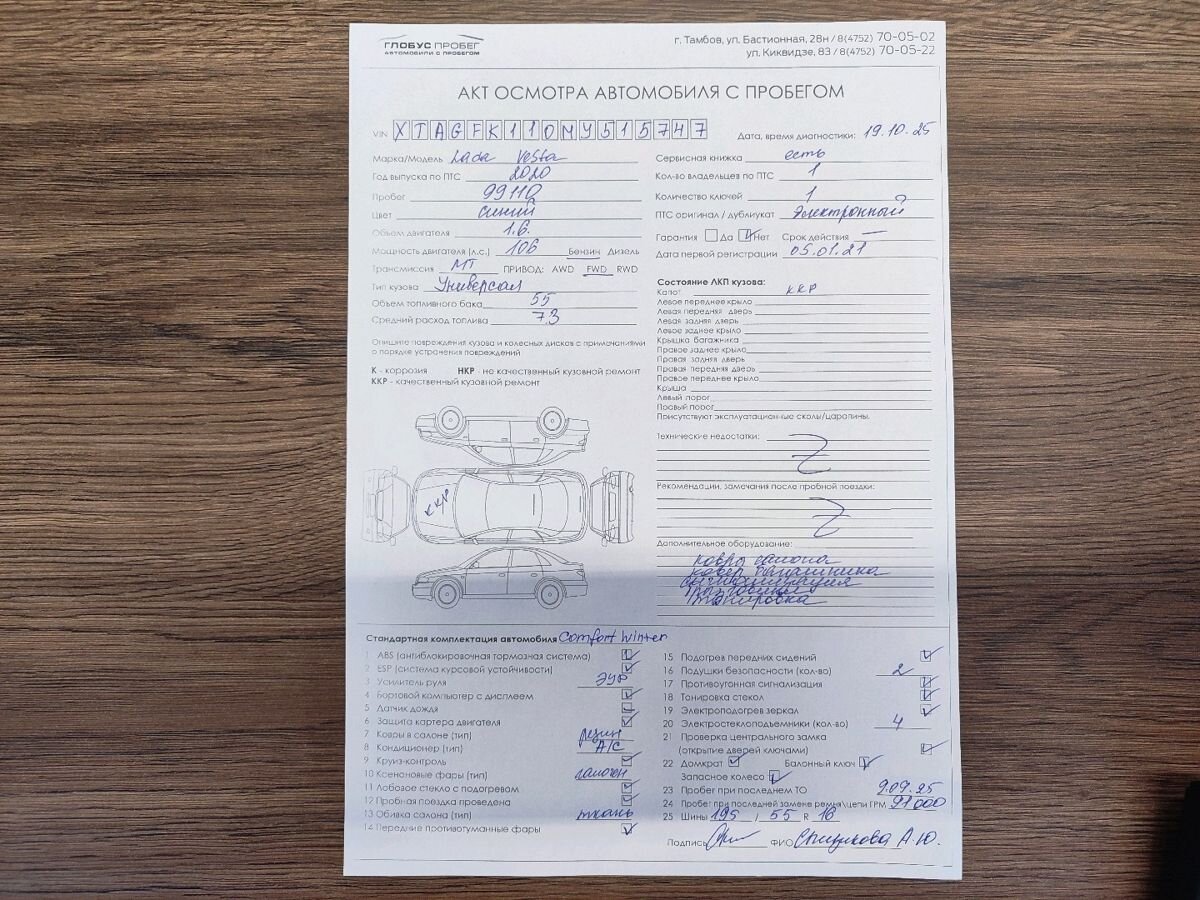 ГЛОБУС ПРОБЕГ
АВТОМОБИЛИ С ПРОБЕГОМ
г. Тамбов, ул. Бастионная, 28н / 8(4752) 70-05-02
ул. Киквидзе, 83 / 8(4752) 70-05-22
АКТ ОСМОТРА АВТОМОБИЛЯ С ПРОБЕГОМ
VIN XTAGFK110MY515747
Дата, время диагностики: 19.10.25
Марка/Модель Lada Vesta
Год выпуска по ПТС 2020
Пробег 99110
Цвет синий
Объем двигателя 1.6.
Мощность двигателя (л.с.) 106 Бензин Дизель
Трансмиссия МТ ПРИВОД: AWD FWD RWD
Тип кузова Универсал
Объем топливного бака 55
Средний расход топлива 7.3
Опишите повреждения кузова и колесных дисков с примечаниями
о порядке устранения повреждений
К - коррозия НКР - не качественный кузовной ремонт
ККР - качественный кузовной ремонт
ККР
Сервисная книжка есть
Кол-во владельцев по ПТС 1
Количество ключей 1
ПТС оригинал / дубликат Электронный
Гарантия Да Нет Срок действия —
Дата первой регистрации 05.01.21
Состояние ЛКП кузова:
Капот ККР
Левое переднее крыло
Левая передняя дверь
Левая задняя дверь
Левое заднее крыло
Крышка багажника
Правое заднее крыло
Правая задняя дверь
Правая передняя дверь
Правое переднее крыло
Крыша
Левый порог
Правый порог
Присутствуют эксплуатационные сколы/царапины.
Технические недостатки:
Рекомендации, замечания после пробной поездки:
Дополнительное оборудование:
ковры салона
ковер багажника
сигнализация
тонировка
Стандартная комплектация автомобиля Comfort Winter
1 ABS (антиблокировочная тормозная система)
2 ESP (система курсовой устойчивости)
3 Усилитель руля ЭУР
4 Бортовой компьютер с дисплеем
5 Датчик дождя
6 Защита картера двигателя
7 Ковры в салоне (тип) резин
8 Кондиционер (тип) А/С
9 Круиз-контроль
10 Ксеноновые фары (тип) галоген
11 Лобовое стекло с подогревом
12 Пробная поездка проведена
13 Обивка салона (тип) ткань
14 Передние противотуманные фары
15 Подогрев передних сидений
16 Подушки безопасности (кол-во) 2
17 Противоугонная сигнализация
18 Тонировка стекол
19 Электроподогрев зеркал
20 Электростеклоподъемники (кол-во) 4
21 Проверка центрального замка
(открытие дверей ключами)
22 Домкрат Балонный ключ
Запасное колесо
23 Пробег при последнем ТО 9.09.25
24 Пробег при последней замене ремня/цепи ГРМ 91000
25 Шины 195 / 55 R 16
Подпись ФИО А.Ю.